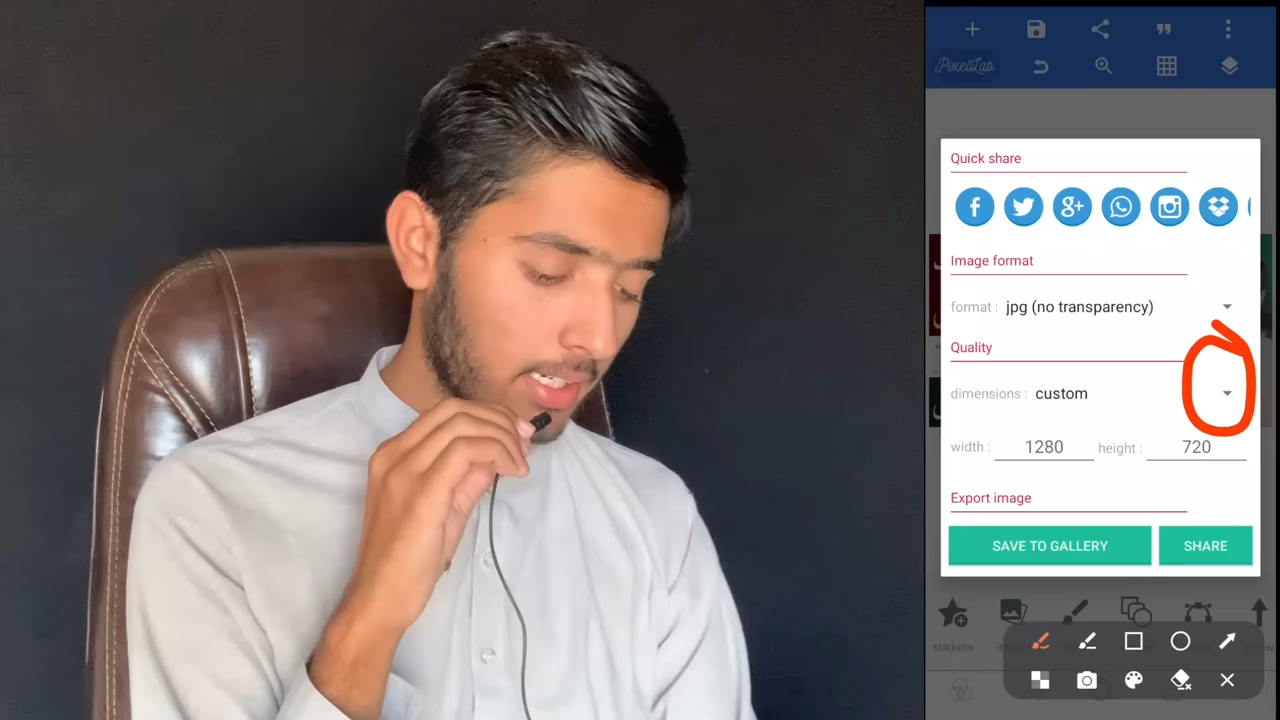 PixelLab
Quick share
Image format
format : jpg (no transparency)
Quality
dimensions : custom
width : 1280 height : 720
Export image
SAVE TO GALLERY SHARE
stickers